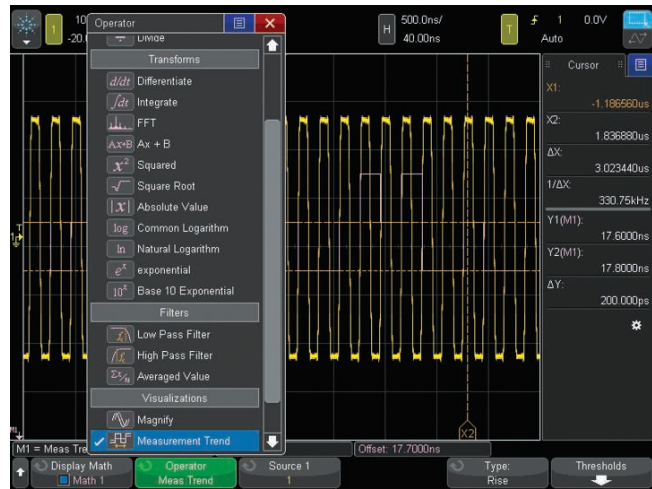 1
10
-20.
Operator
H
500.0ns/
40.00ns
T
1
0.0V
Auto
Divide
Transforms
d/dt Differentiate
∫dt Integrate
FFT
Ax+B Ax + B
x² Squared
√ Square Root
|x| Absolute Value
log Common Logarithm
ln Natural Logarithm
eˣ exponential
10ˣ Base 10 Exponential
Filters
Low Pass Filter
High Pass Filter
Averaged Value
Visualizations
Magnify
Measurement Trend
Cursor
X1:
-1.186560us
X2:
1.836880us
ΔX:
3.023440us
1/ΔX:
330.75kHz
Y1(M1):
17.6000ns
Y2(M1):
17.8000ns
ΔY:
200.000ps
T
1
X2
M1
M1 = Meas Tre
Offset: 17.7000ns
Display Math
Math 1
Operator
Meas Trend
Source 1
1
Type:
Rise
Thresholds